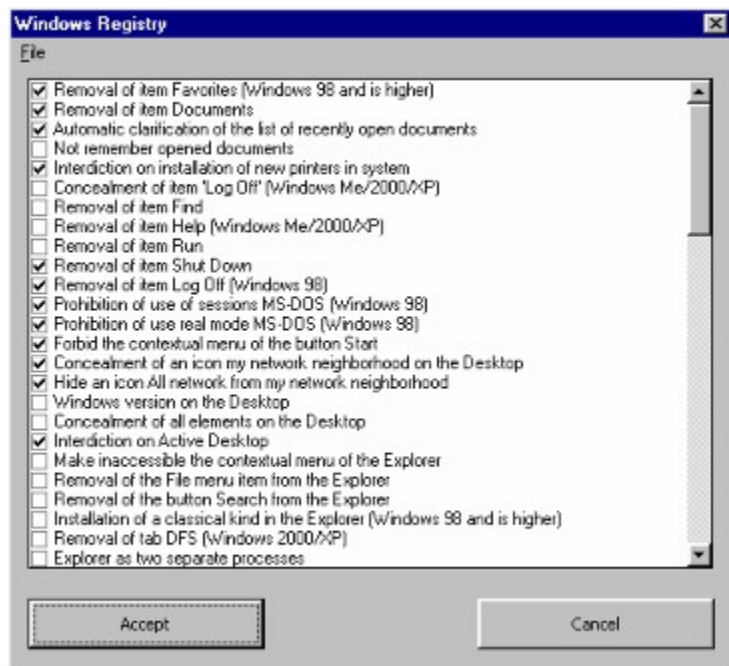 Windows Registry
File
Removal of item Favorites (Windows 98 and is higher)
Removal of item Documents
Automatic clarification of the list of recently open documents
Not remember opened documents
Interdiction on installation of new printers in system
Concealment of item 'Log Off' (Windows Me/2000/XP)
Removal of item Find
Removal of item Help (Windows Me/2000/XP)
Removal of item Run
Removal of item Shut Down
Removal of item Log Off (Windows 98)
Prohibition of use of sessions MS-DOS (Windows 98)
Prohibition of use real mode MS-DOS (Windows 98)
Forbid the contextual menu of the button Start
Concealment of an icon my network neighborhood on the Desktop
Hide an icon All network from my network neighborhood
Windows version on the Desktop
Concealment of all elements on the Desktop
Interdiction on Active Desktop
Make inaccessible the contextual menu of the Explorer
Removal of the File menu item from the Explorer
Removal of the button Search from the Explorer
Installation of a classical kind in the Explorer (Windows 98 and is higher)
Removal of tab DFS (Windows 2000/XP)
Explorer as two separate processes
Accept
Cancel